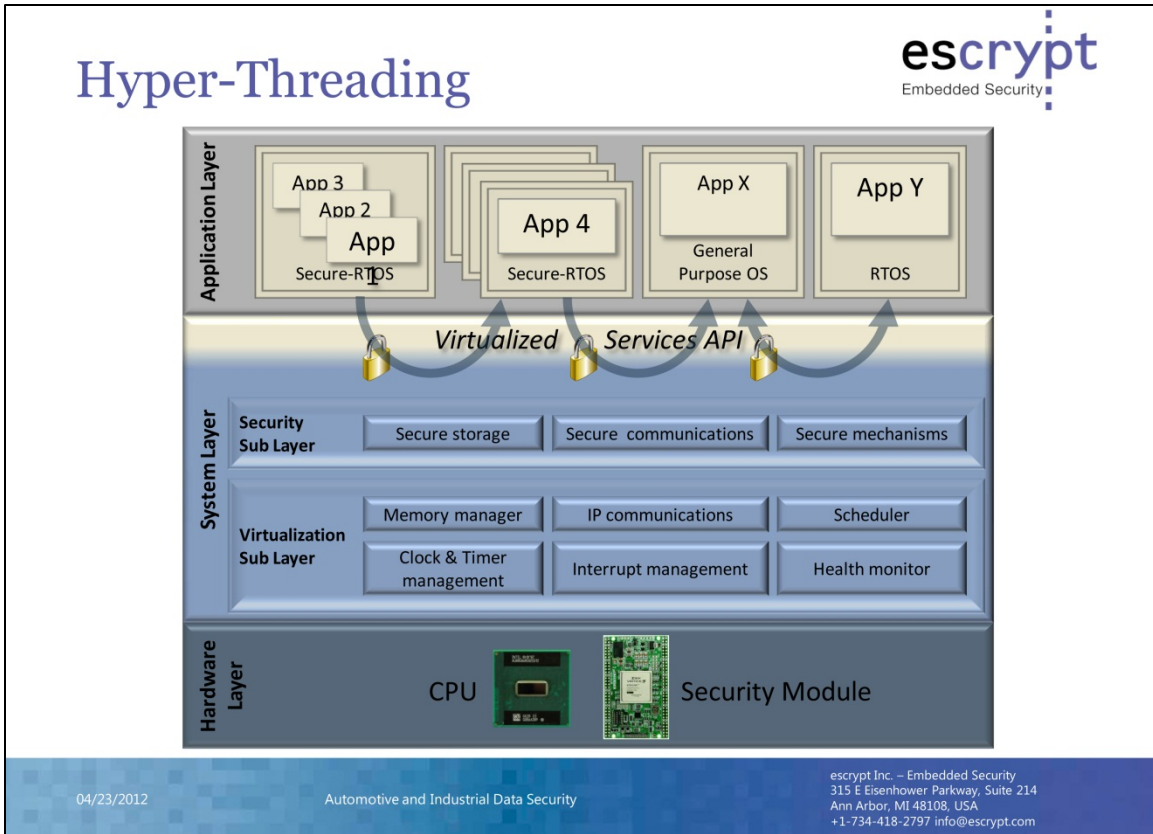 Hyper-Threading
escrypt
Embedded Security
Application Layer
App 3
App 2
App
1
Secure-RTOS
App 4
Secure-RTOS
App X
General
Purpose OS
App Y
RTOS
Virtualized Services API
System Layer
Security
Sub Layer
Secure storage
Secure communications
Secure mechanisms
Virtualization
Sub Layer
Memory manager
IP communications
Scheduler
Clock & Timer
management
Interrupt management
Health monitor
Hardware
Layer
CPU
Security Module
04/23/2012
Automotive and Industrial Data Security
escrypt Inc. – Embedded Security
315 E Eisenhower Parkway, Suite 214
Ann Arbor, MI 48108, USA
+1-734-418-2797 info@escrypt.com